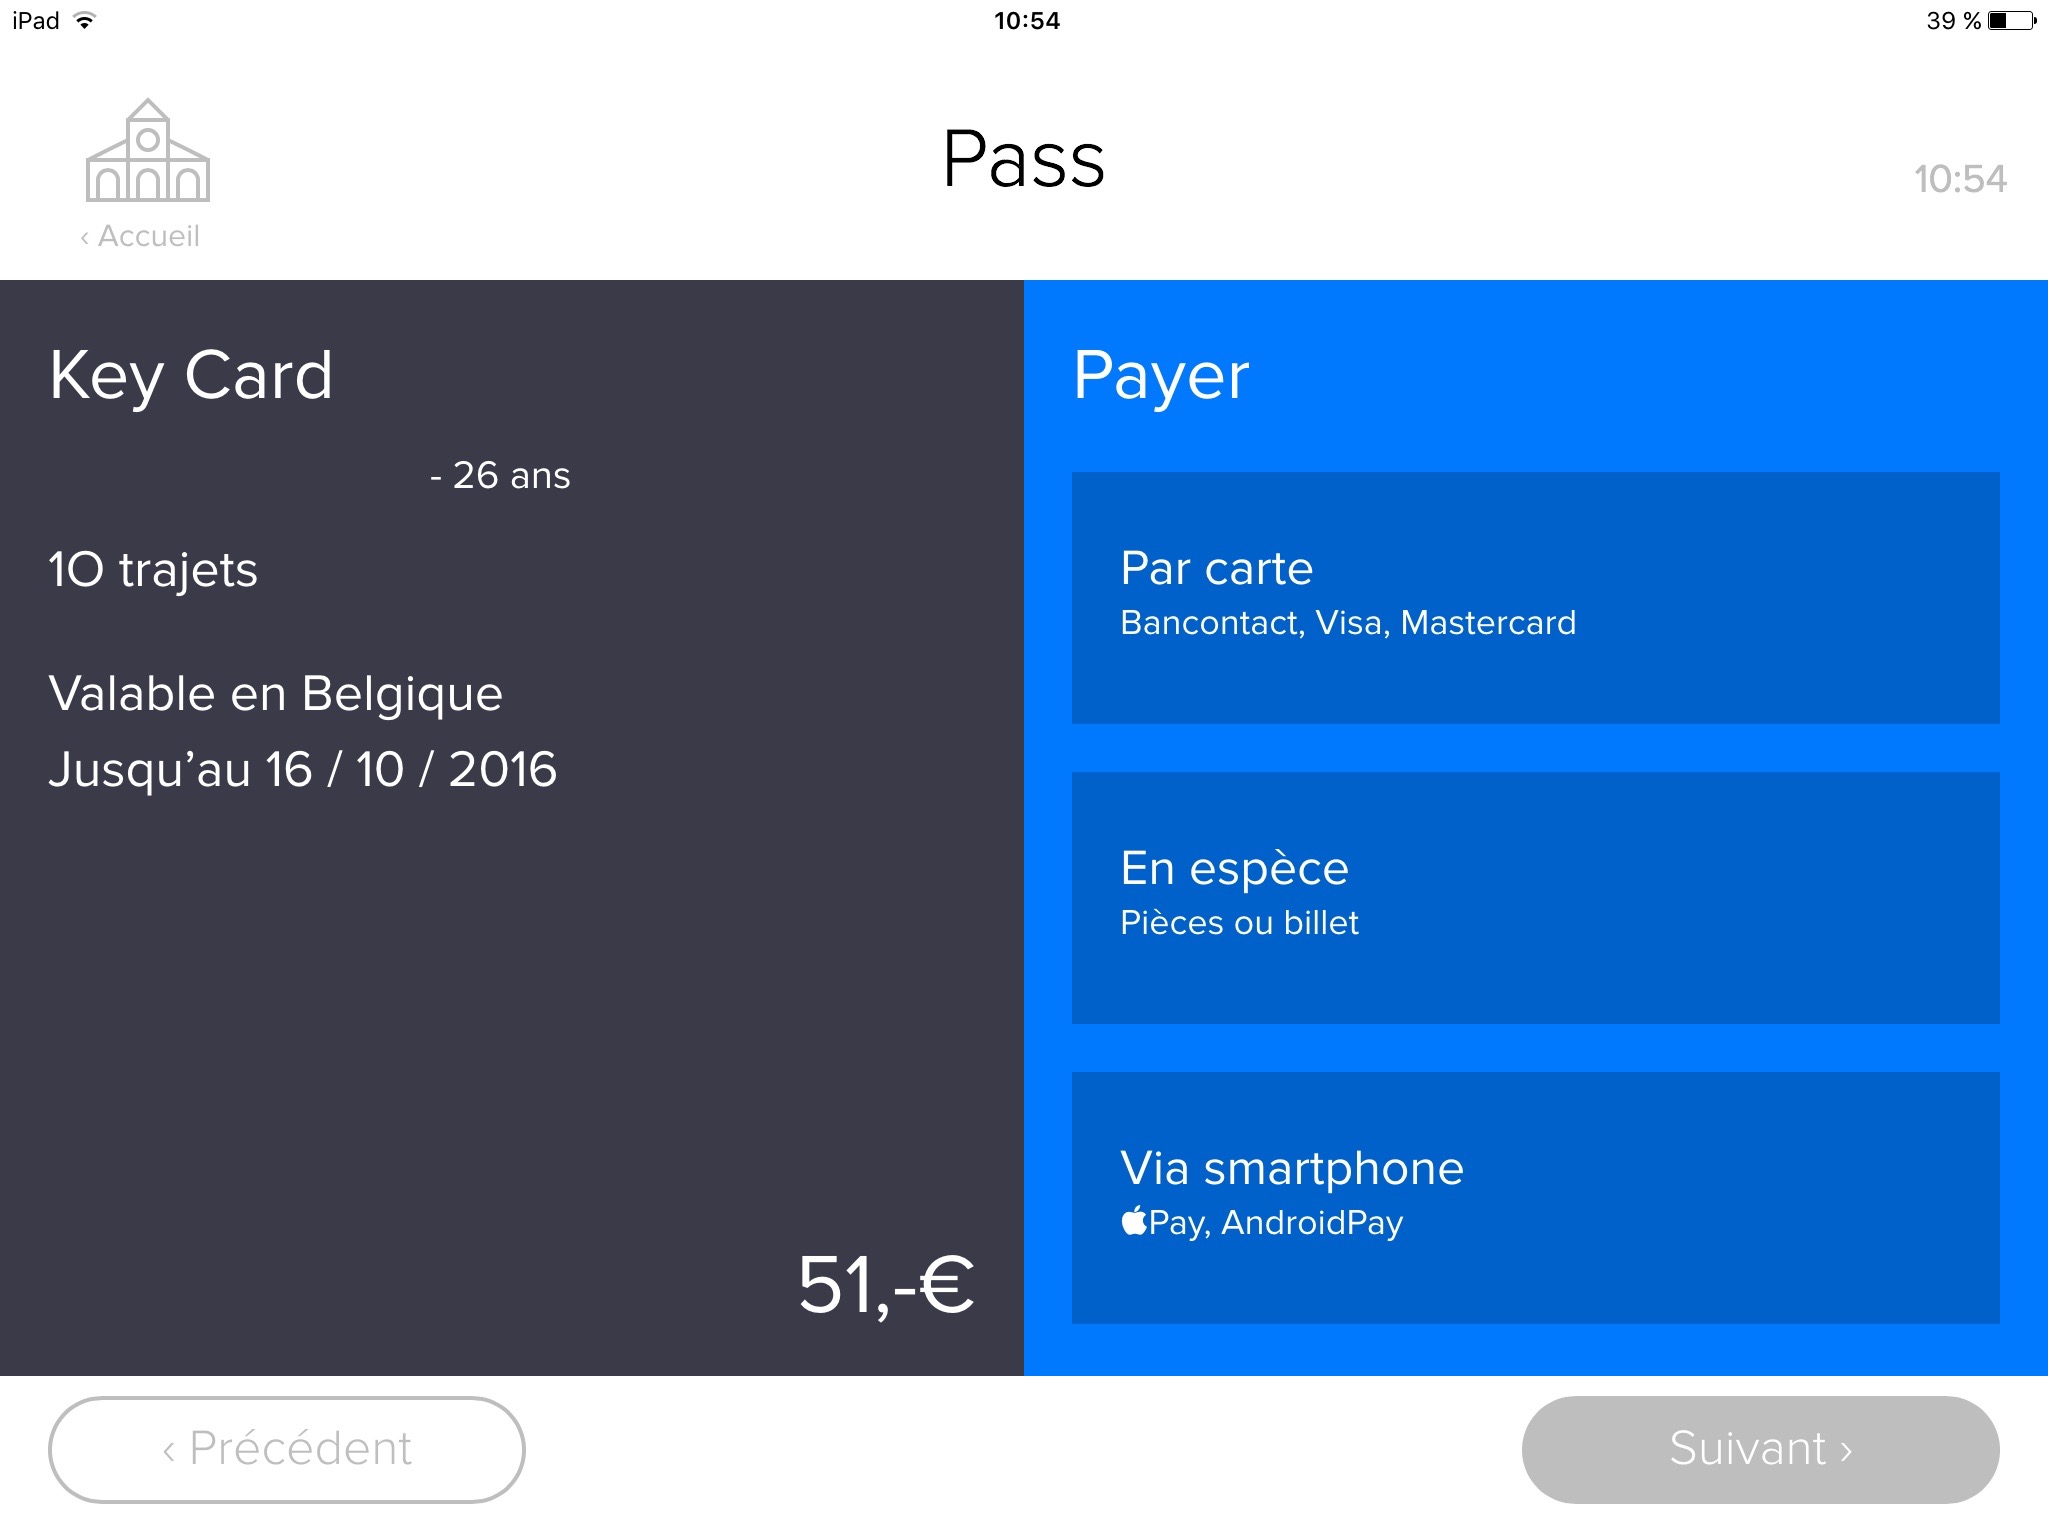 iPad 10:54 39 %
Pass
10:54
‹ Accueil
Key Card
- 26 ans
10 trajets
Valable en Belgique
Jusqu’au 16 / 10 / 2016
51,-€
Payer
Par carte
Bancontact, Visa, Mastercard
En espèce
Pièces ou billet
Via smartphone
Pay, AndroidPay
‹ Précédent
Suivant ›